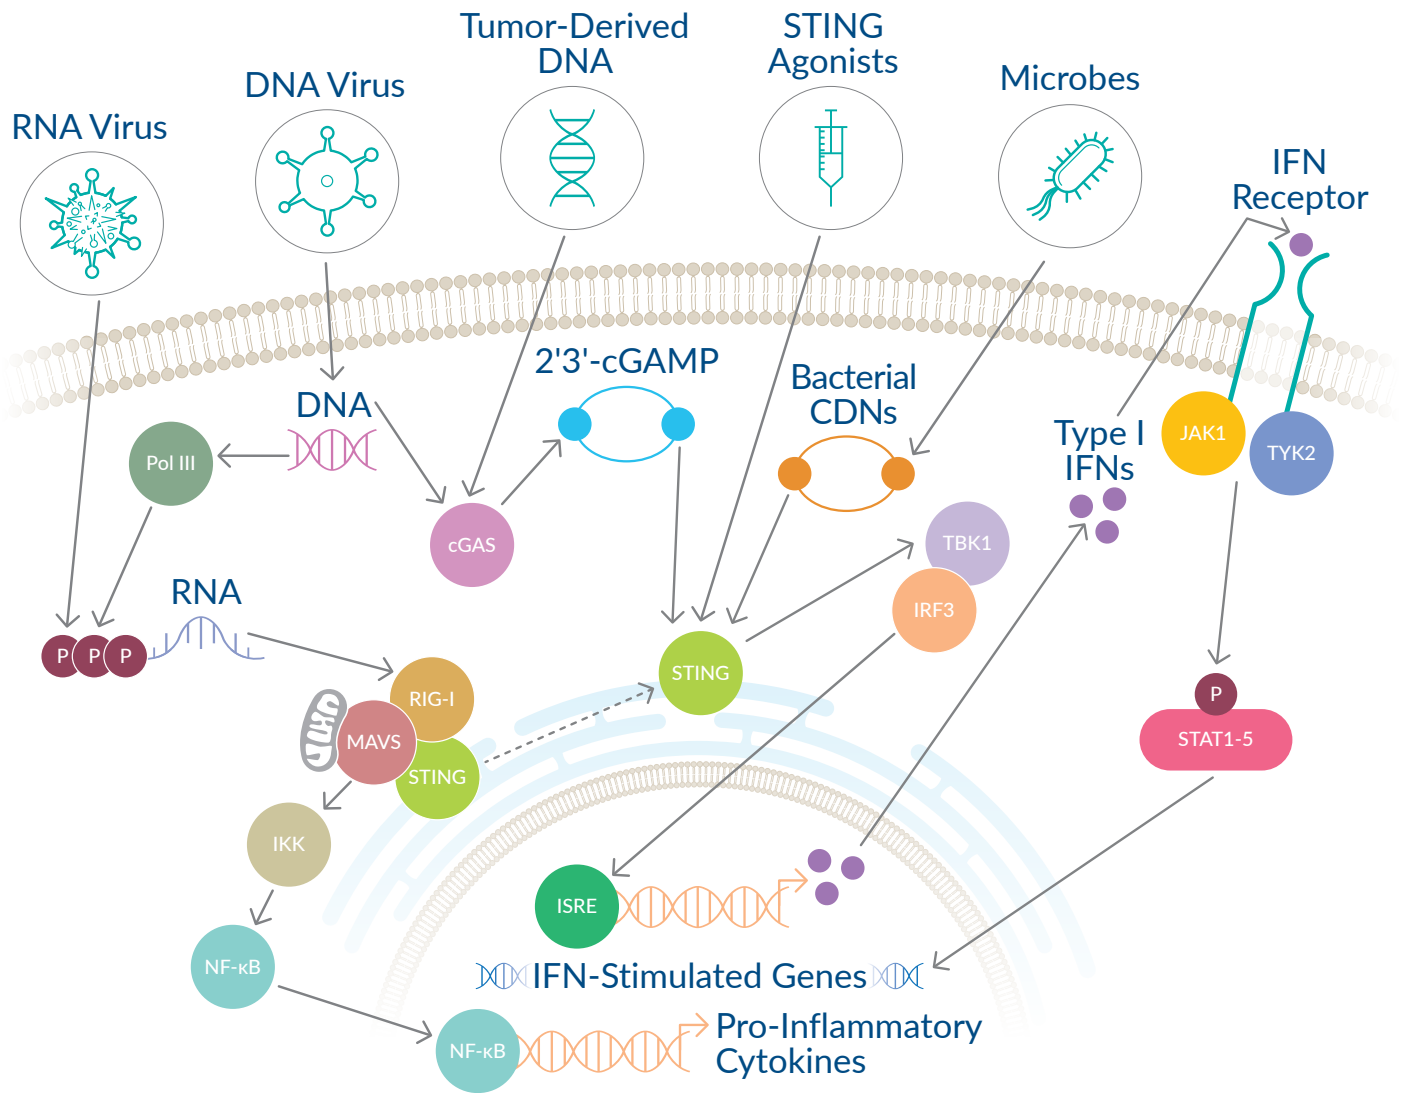 Tumor-Derived
DNA
STING
Agonists
DNA Virus
Microbes
RNA Virus
IFN
Receptor
2'3'-cGAMP
Bacterial
CDNs
DNA
Pol III
cGAS
Type I
IFNs
JAK1
TYK2
TBK1
IRF3
RNA
P P P
RIG-I
MAVS
STING
STING
P
STAT1-5
IKK
ISRE
NF-κB
IFN-Stimulated Genes
NF-κB
Pro-Inflammatory
Cytokines